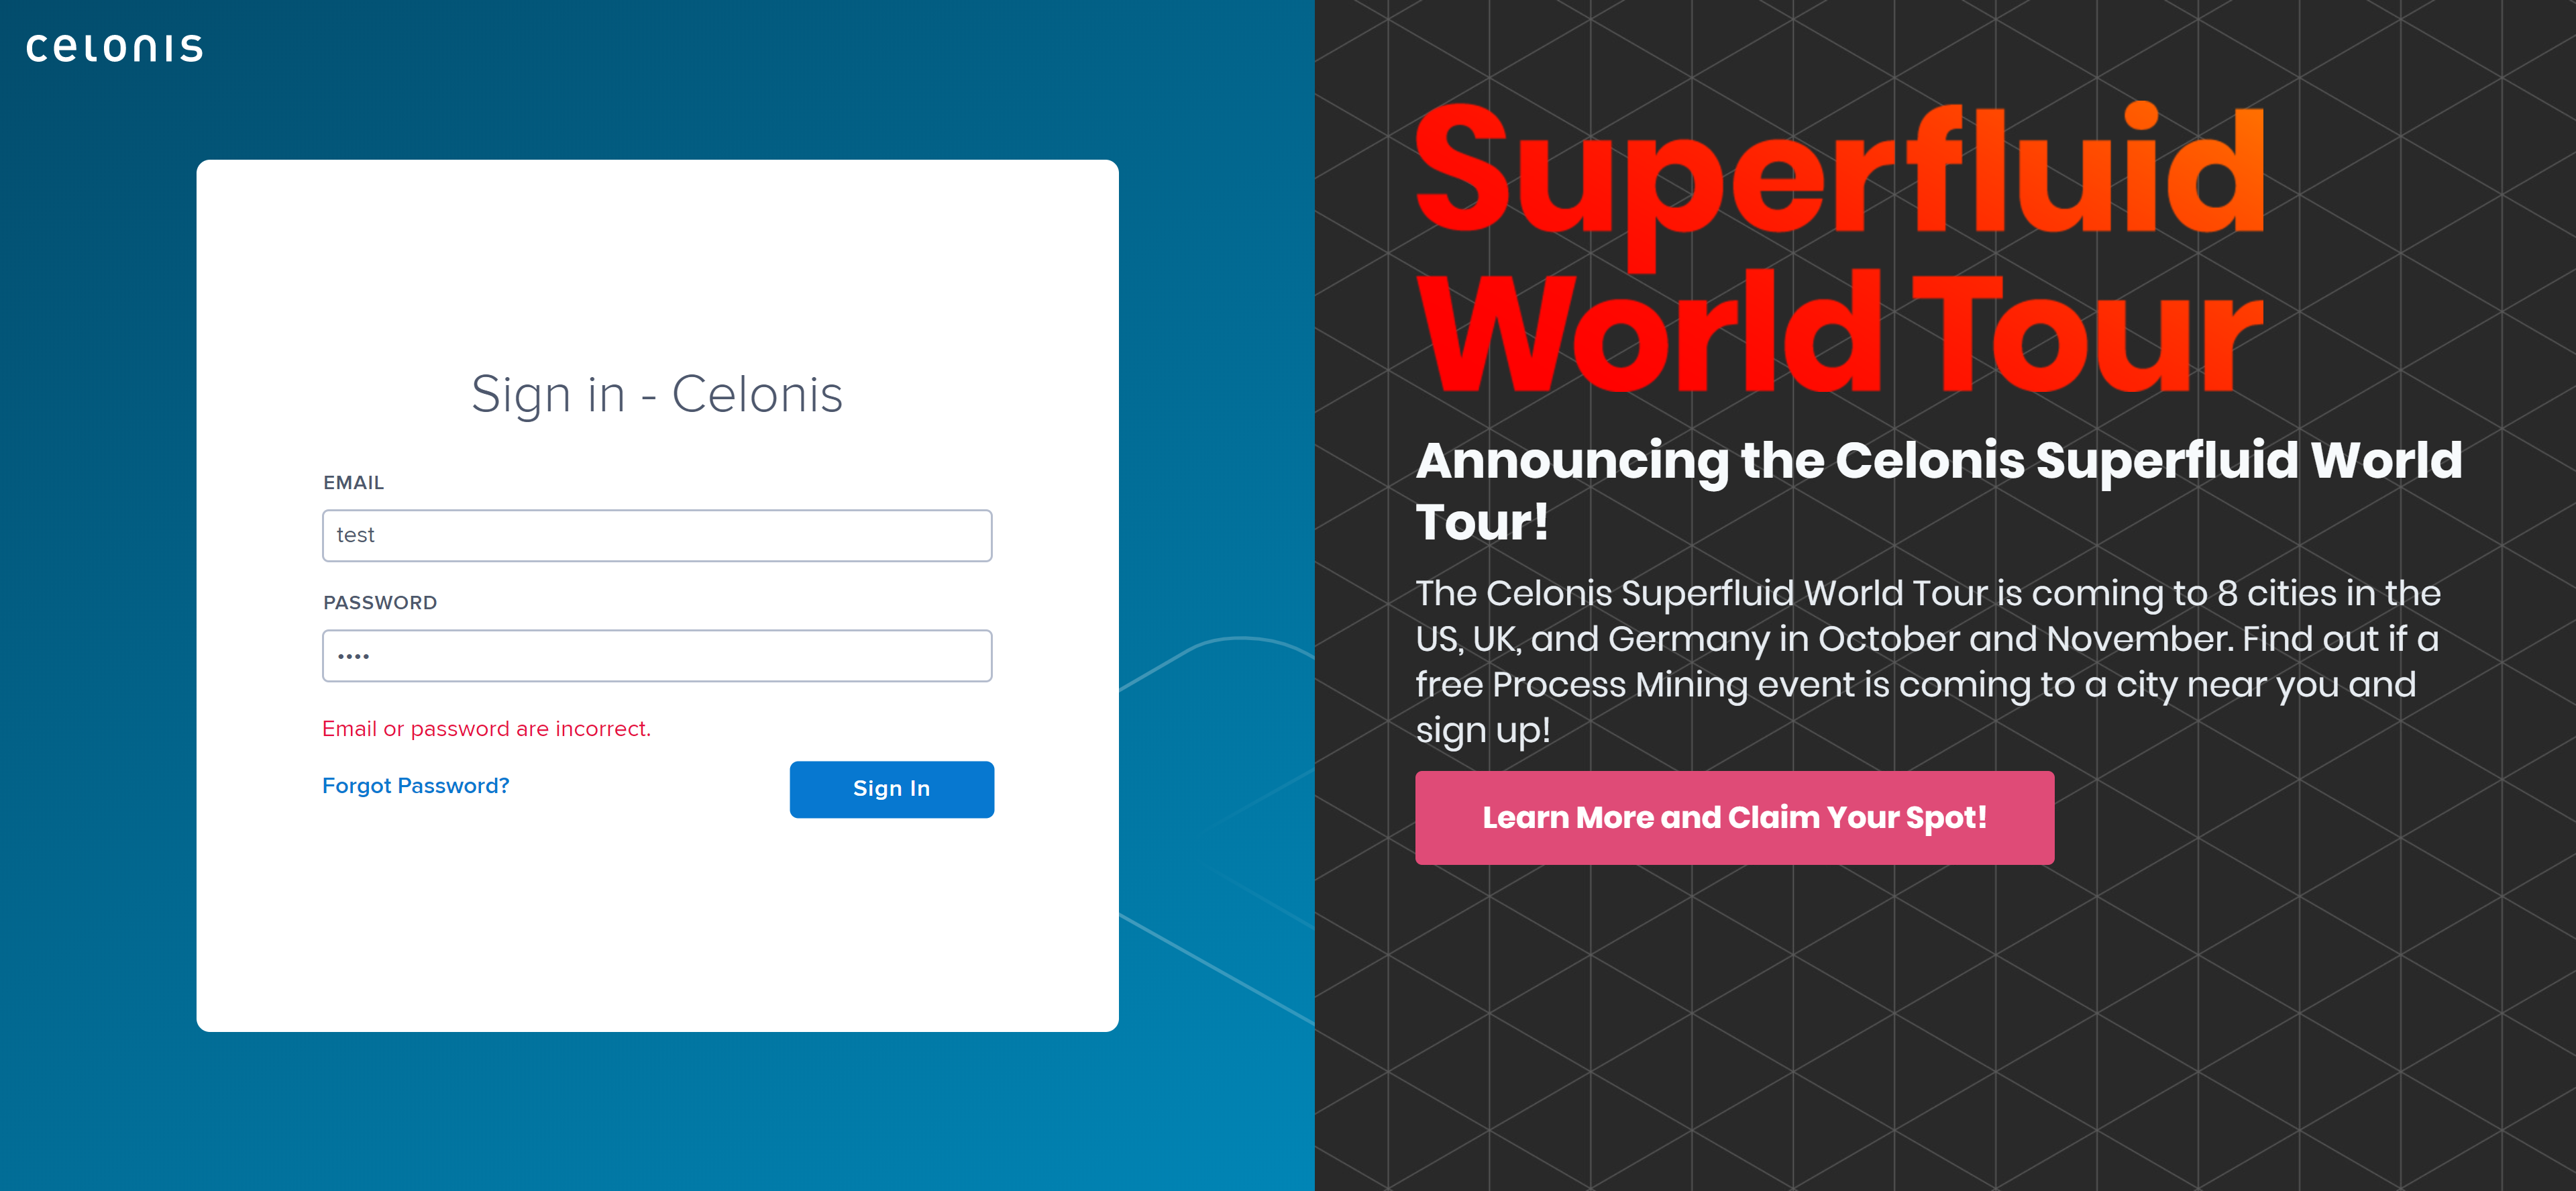 celonis
Sign in - Celonis
EMAIL
test
PASSWORD
••••
Email or password are incorrect.
Forgot Password?
Sign In
Superfluid
World Tour
Announcing the Celonis Superfluid World
Tour!
The Celonis Superfluid World Tour is coming to 8 cities in the
US, UK, and Germany in October and November. Find out if a
free Process Mining event is coming to a city near you and
sign up!
Learn More and Claim Your Spot!